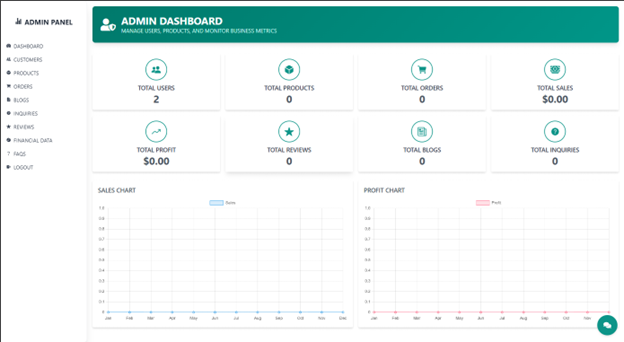 ADMIN PANEL
DASHBOARD
CUSTOMERS
PRODUCTS
ORDERS
BLOGS
INQUIRIES
REVIEWS
FINANCIAL DATA
FAQS
LOGOUT
ADMIN DASHBOARD
MANAGE USERS, PRODUCTS, AND MONITOR BUSINESS METRICS
TOTAL USERS
2
TOTAL PRODUCTS
0
TOTAL ORDERS
0
TOTAL SALES
$0.00
TOTAL PROFIT
$0.00
TOTAL REVIEWS
0
TOTAL BLOGS
0
TOTAL INQUIRIES
0
SALES CHART
Sales
1.0
0.9
0.8
0.7
0.6
0.5
0.4
0.3
0.2
0.1
0
Jan Feb Mar Apr May Jun Jul Aug Sep Oct Nov Dec
PROFIT CHART
Profit
1.0
0.9
0.8
0.7
0.6
0.5
0.4
0.3
0.2
0.1
0
Jan Feb Mar Apr May Jun Jul Aug Sep Oct Nov